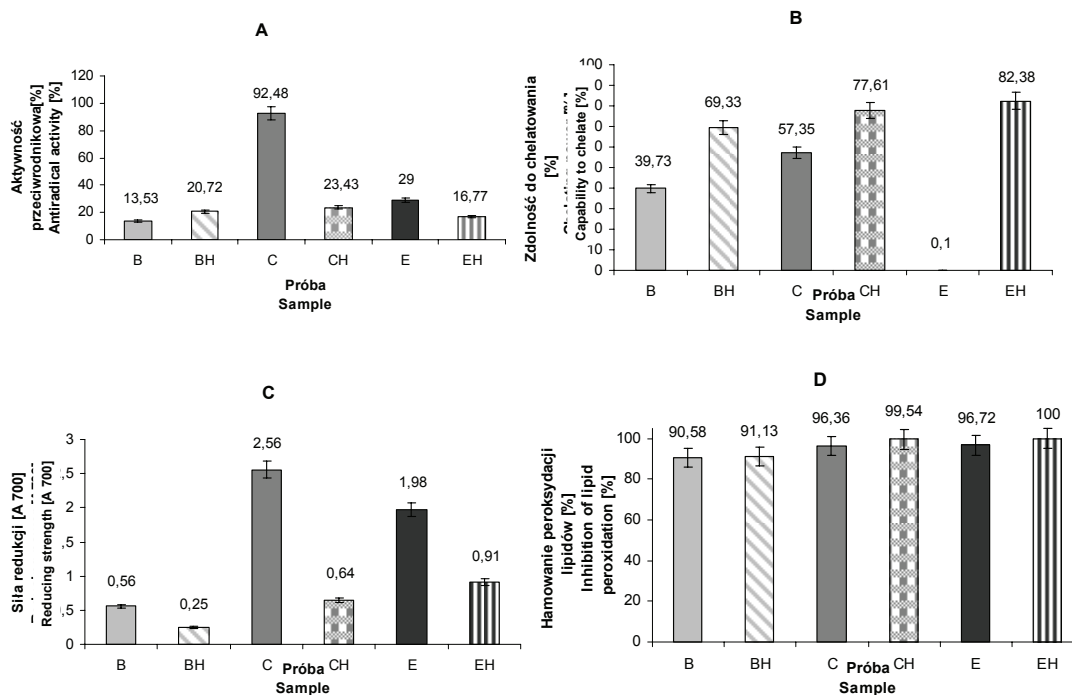 A
Aktywność
przeciwrodnikowa[%]
Antiradical activity [%]
120
100
80
60
40
20
0
13,53
20,72
92,48
23,43
29
16,77
B BH C CH E EH
Próba
Sample
B
Zdolność do chelatowania
[%]
Capability to chelate [%]
100
10
0
39,73
69,33
57,35
77,61
0,1
82,38
B BH C CH E EH
Próba
Sample
C
Siła redukcji [A 700]
Reducing strength [A 700]
3
,5
2
,5
1
0,5
0
0,56
0,25
2,56
0,64
1,98
0,91
B BH C CH E EH
Próba
Sample
D
Hamowanie peroksydacji
lipidów [%]
Inhibition of lipid
peroxidation [%]
100
80
60
40
20
0
90,58
91,13
96,36
99,54
96,72
100
B BH C CH E EH
Próba
Sample